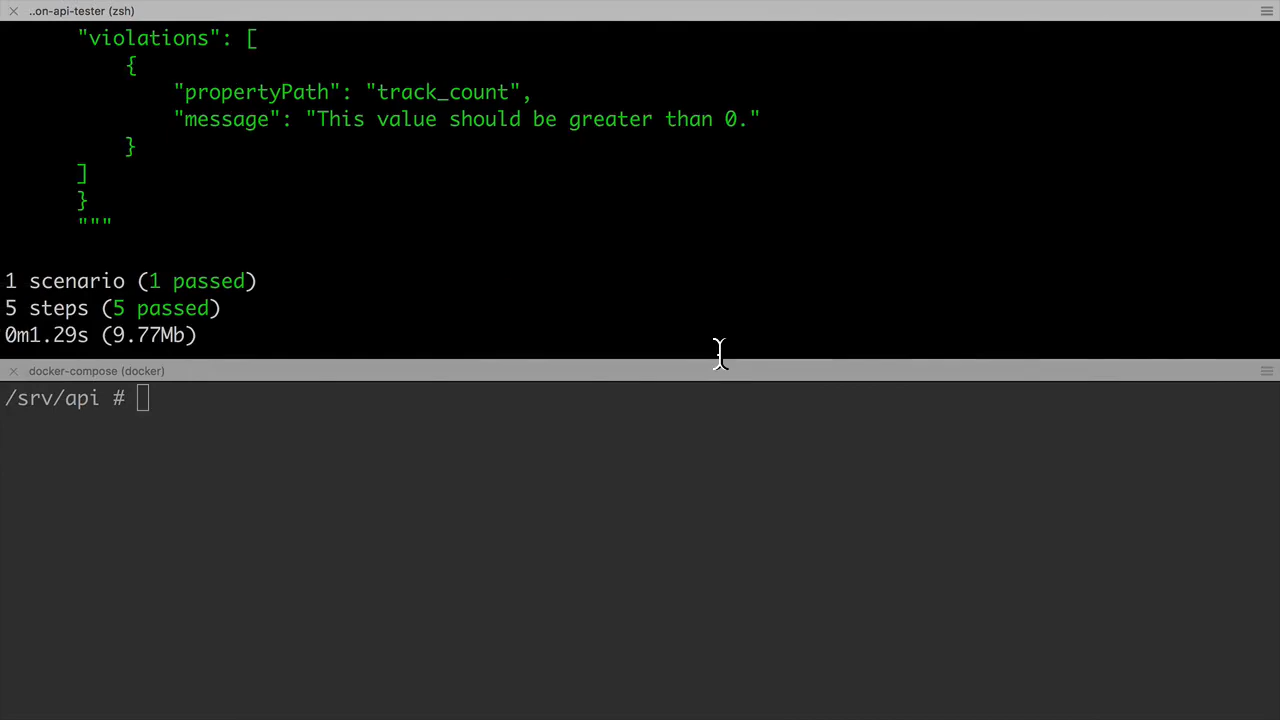 ..on-api-tester (zsh)
"violations": [
{
"propertyPath": "track_count",
"message": "This value should be greater than 0."
}
]
}
"""
1 scenario (1 passed)
5 steps (5 passed)
0m1.29s (9.77Mb)
docker-compose (docker)
/srv/api #